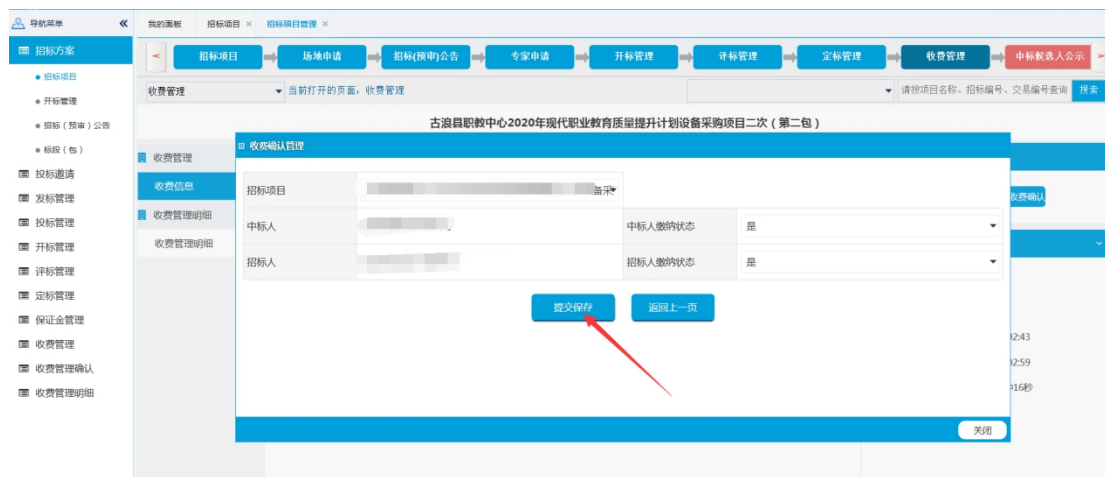 导航菜单 «
我的面板 招标项目 × 招标项目管理 ×
招标方案
招标项目
开标管理
招标（预审）公告
标段（包）
投标邀请
发标管理
投标管理
开标管理
评标管理
定标管理
保证金管理
收费管理
收费管理确认
收费管理明细
< 招标项目 场地申请 招标(预审)公告 专家申请 开标管理 评标管理 定标管理 收费管理 中标候选人公示 >
收费管理 当前打开的页面：收费管理 请按项目名称、招标编号、交易编号查询 搜索
古浪县职教中心2020年现代职业教育质量提升计划设备采购项目二次（第二包）
收费管理
收费信息
收费管理明细
收费管理明细
收费确认管理
招标项目 备采
中标人 中标人缴纳状态 是
招标人 招标人缴纳状态 是
提交保存 返回上一页
关闭
收费确认
02:43
02:59
16秒